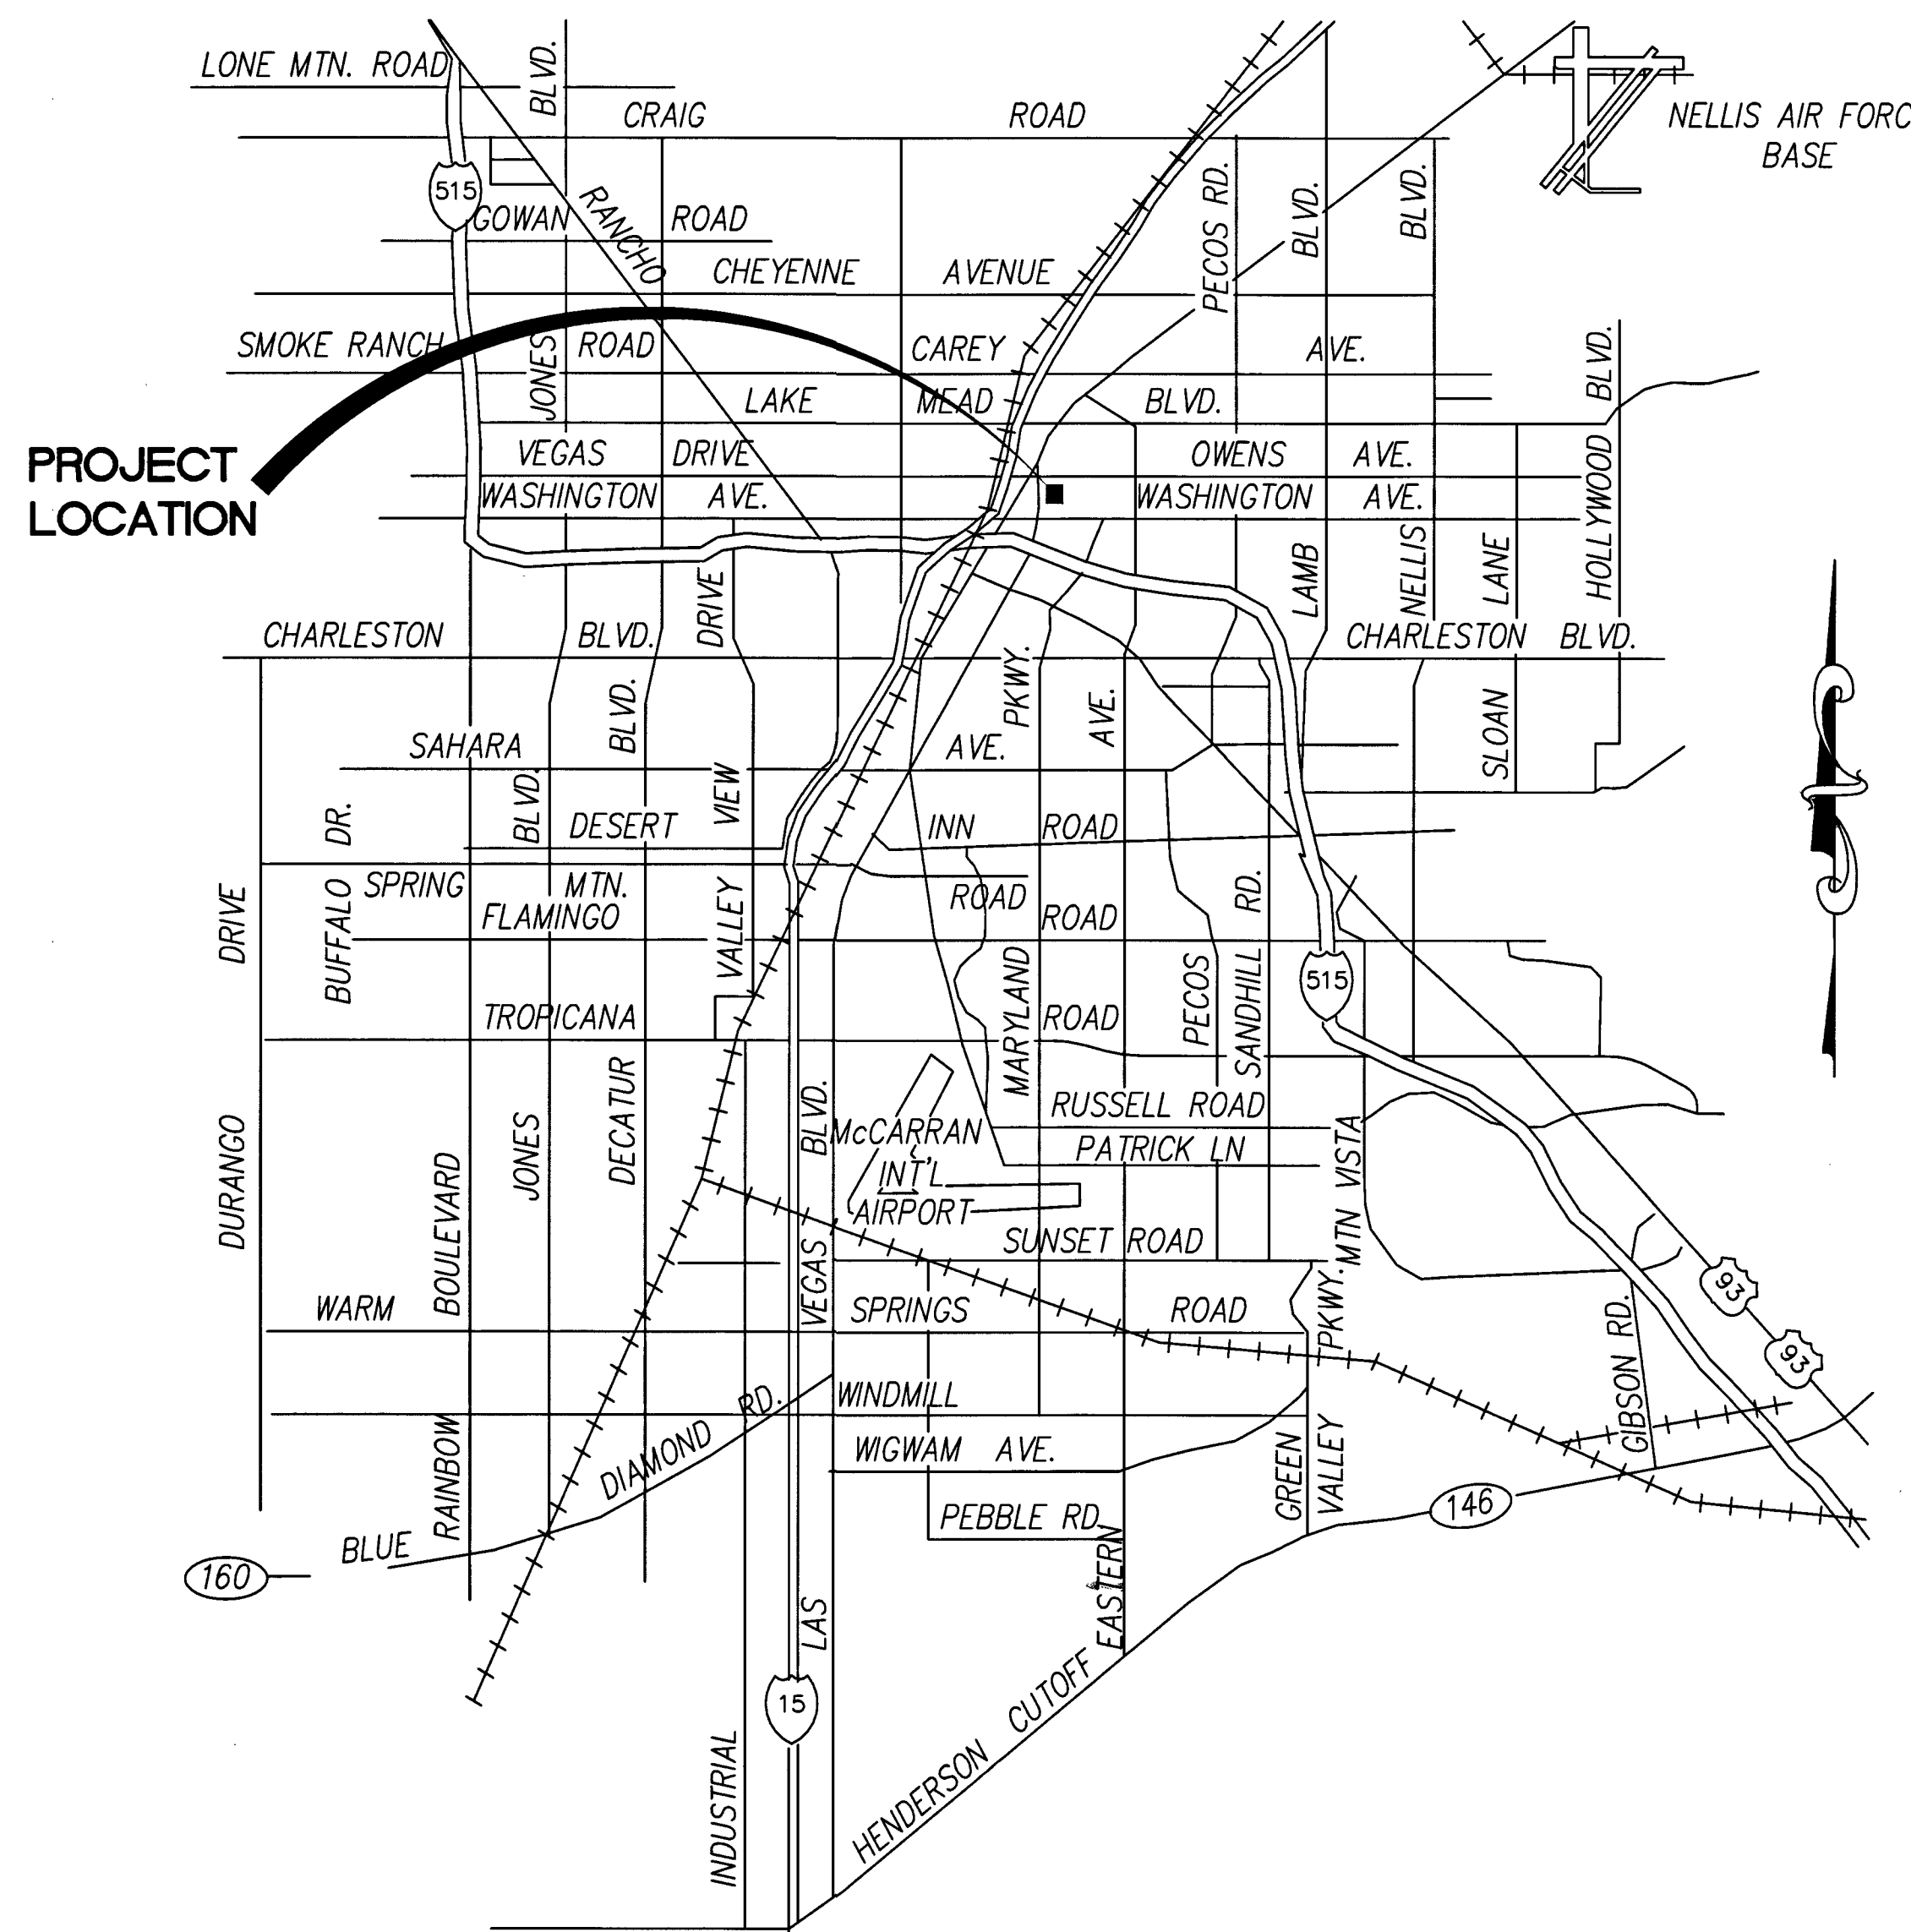 LONE MTN. ROAD
BLVD.
CRAIG ROAD
NELLIS AIR FORC
BASE
515
GOWAN ROAD
RANCHO
PECOS RD.
BLVD.
BLVD.
CHEYENNE AVENUE
SMOKE RANCH ROAD
CAREY AVE.
JONES
LAKE MEAD BLVD.
HOLLYWOOD BLVD.
PROJECT
LOCATION
VEGAS DRIVE
OWENS AVE.
WASHINGTON AVE.
WASHINGTON AVE.
DRIVE
LAMB
NELLIS
LANE
CHARLESTON BLVD.
CHARLESTON BLVD.
BLVD.
PKWY.
AVE.
SLOAN
SAHARA AVE.
BLVD.
VIEW
DR.
DESERT INN ROAD
SPRING MTN. ROAD
FLAMINGO ROAD
DRIVE
BUFFALO
VALLEY
MARYLAND
PECOS
SANDHILL RD.
515
TROPICANA ROAD
DURANGO
BOULEVARD
JONES
DECATUR
BLVD.
McCARRAN
INT'L
AIRPORT
RUSSELL ROAD
PATRICK LN
MTN VISTA
SUNSET ROAD
VEGAS
WARM SPRINGS ROAD
PKWY.
93
93
GIBSON RD.
WINDMILL
RAINBOW
BLUE DIAMOND RD.
WIGWAM AVE.
GREEN
VALLEY
146
PEBBLE RD.
EASTERN
160
LAS
15
INDUSTRIAL
HENDERSON CUTOFF